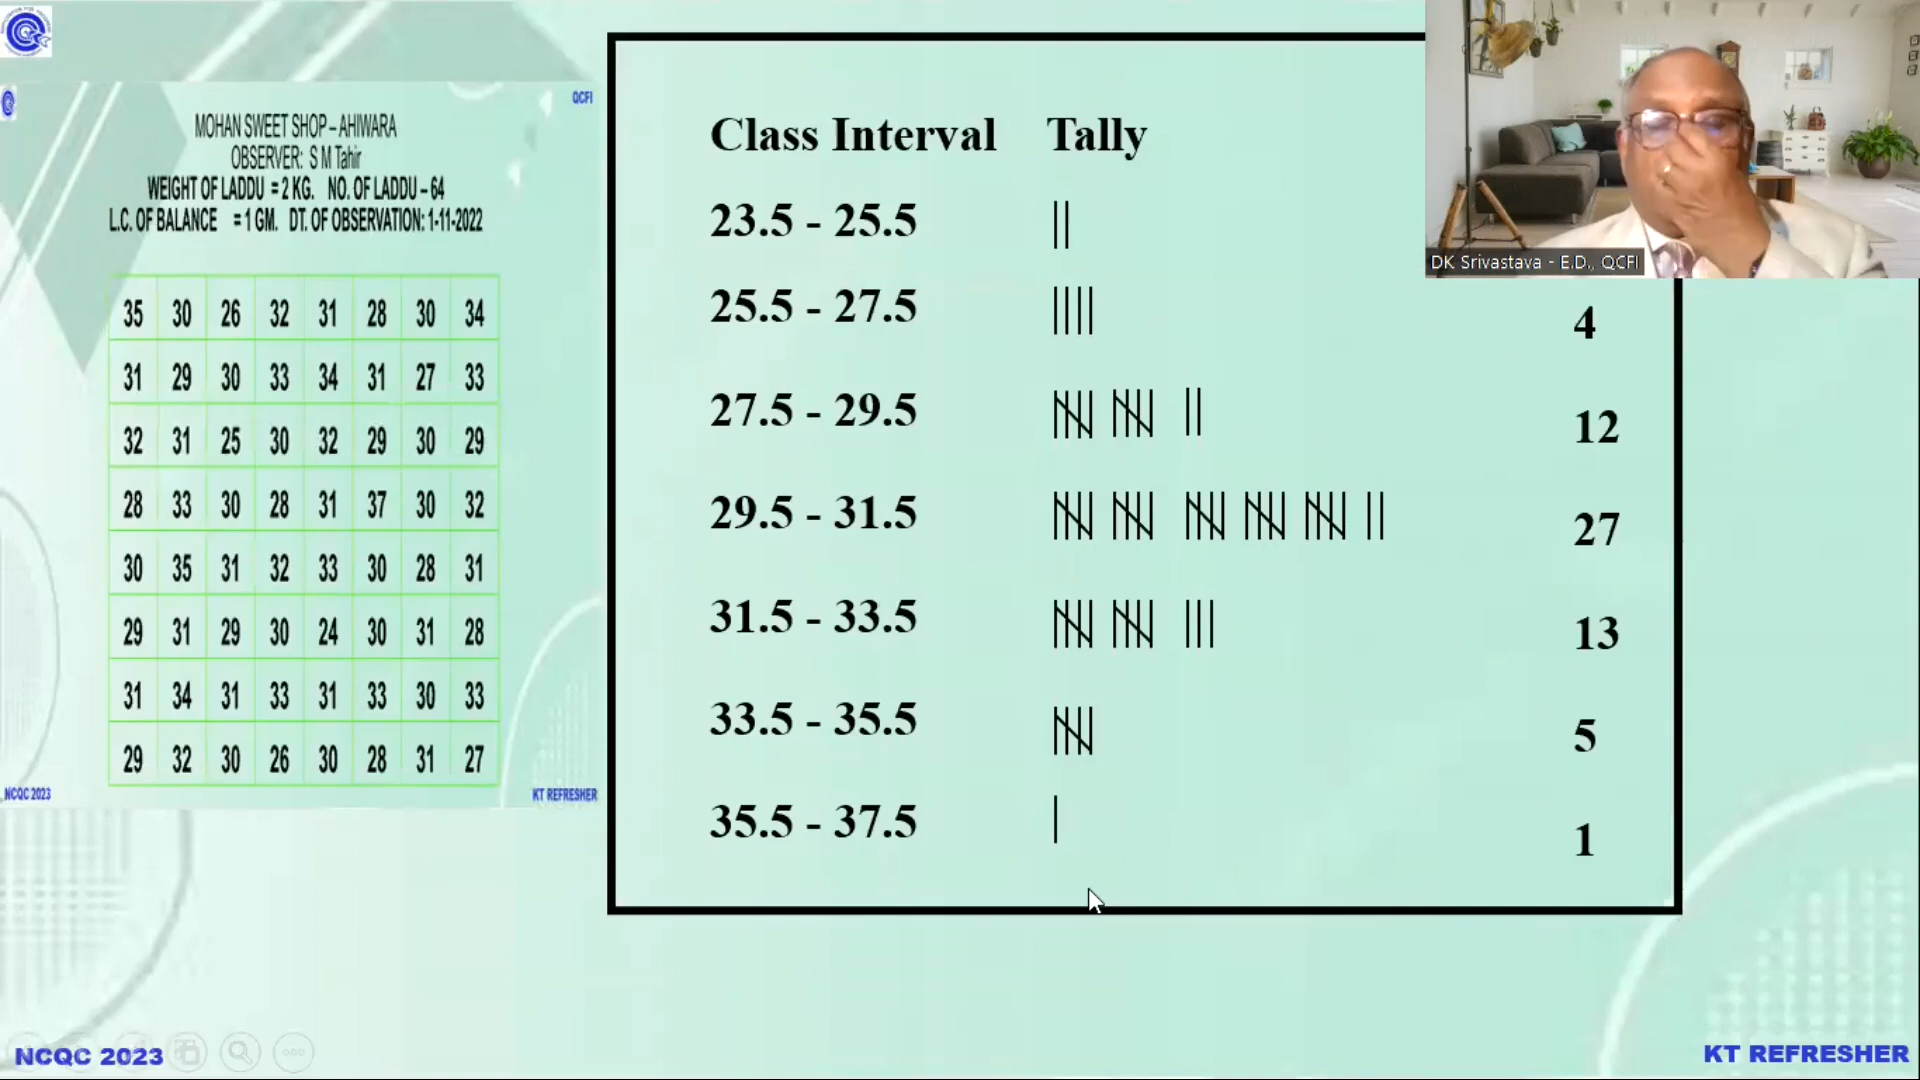 QCFI
MOHAN SWEET SHOP – AHIWARA
OBSERVER: S M Tahir
WEIGHT OF LADDU = 2 KG. NO. OF LADDU – 64
L.C. OF BALANCE = 1 GM. DT. OF OBSERVATION: 1-11-2022
35 30 26 32 31 28 30 34
31 29 30 33 34 31 27 33
32 31 25 30 32 29 30 29
28 33 30 28 31 37 30 32
30 35 31 32 33 30 28 31
29 31 29 30 24 30 31 28
31 34 31 33 31 33 30 33
29 32 30 26 30 28 31 27
NCQC 2023 KT REFRESHER
Class Interval Tally
23.5 - 25.5
25.5 - 27.5 4
27.5 - 29.5 12
29.5 - 31.5 27
31.5 - 33.5 13
33.5 - 35.5 5
35.5 - 37.5 1
DK Srivastava - E.D., QCFI
NCQC 2023
KT REFRESHER